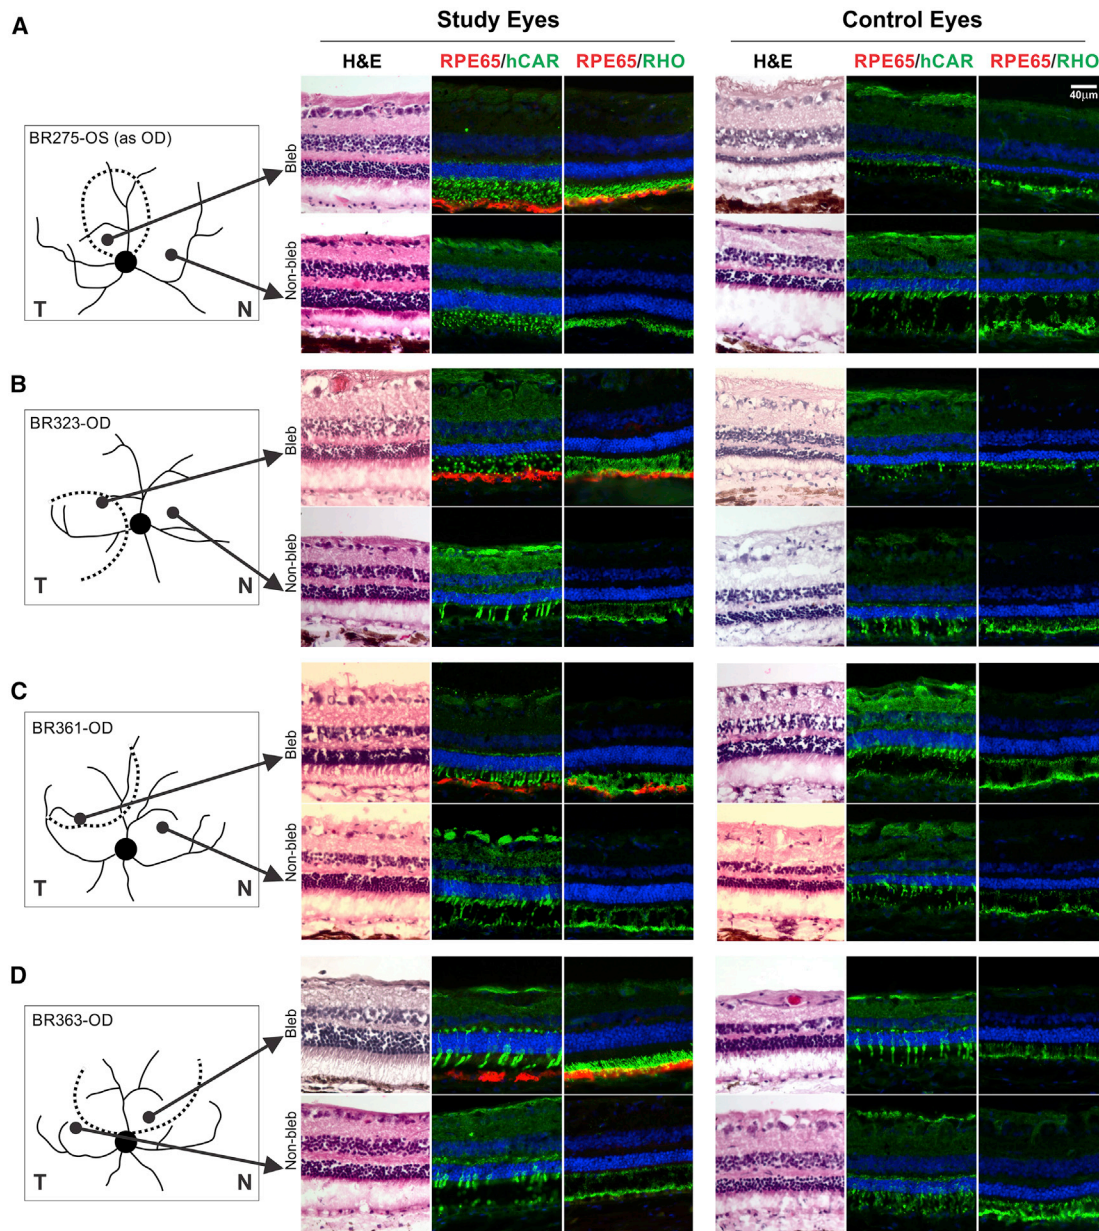 A
Study Eyes
Control Eyes
H&E
RPE65/hCAR
RPE65/RHO
H&E
RPE65/hCAR
RPE65/RHO
40µm
BR275-OS (as OD)
T
N
Bleb
Non-bleb
B
BR323-OD
T
N
Bleb
Non-bleb
C
BR361-OD
T
N
Bleb
Non-bleb
D
BR363-OD
T
N
Bleb
Non-bleb